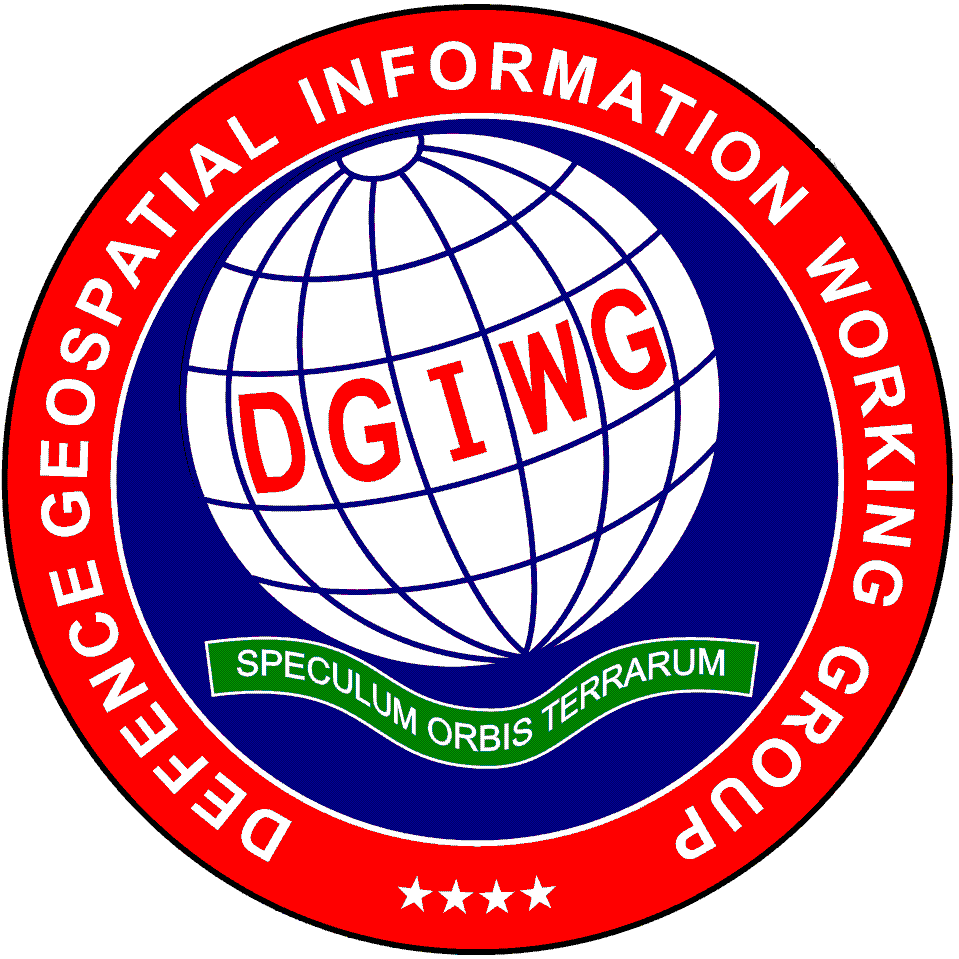 DEFENCE GEOSPATIAL INFORMATION WORKING GROUP
DGIWG
SPECULUM ORBIS TERRARUM